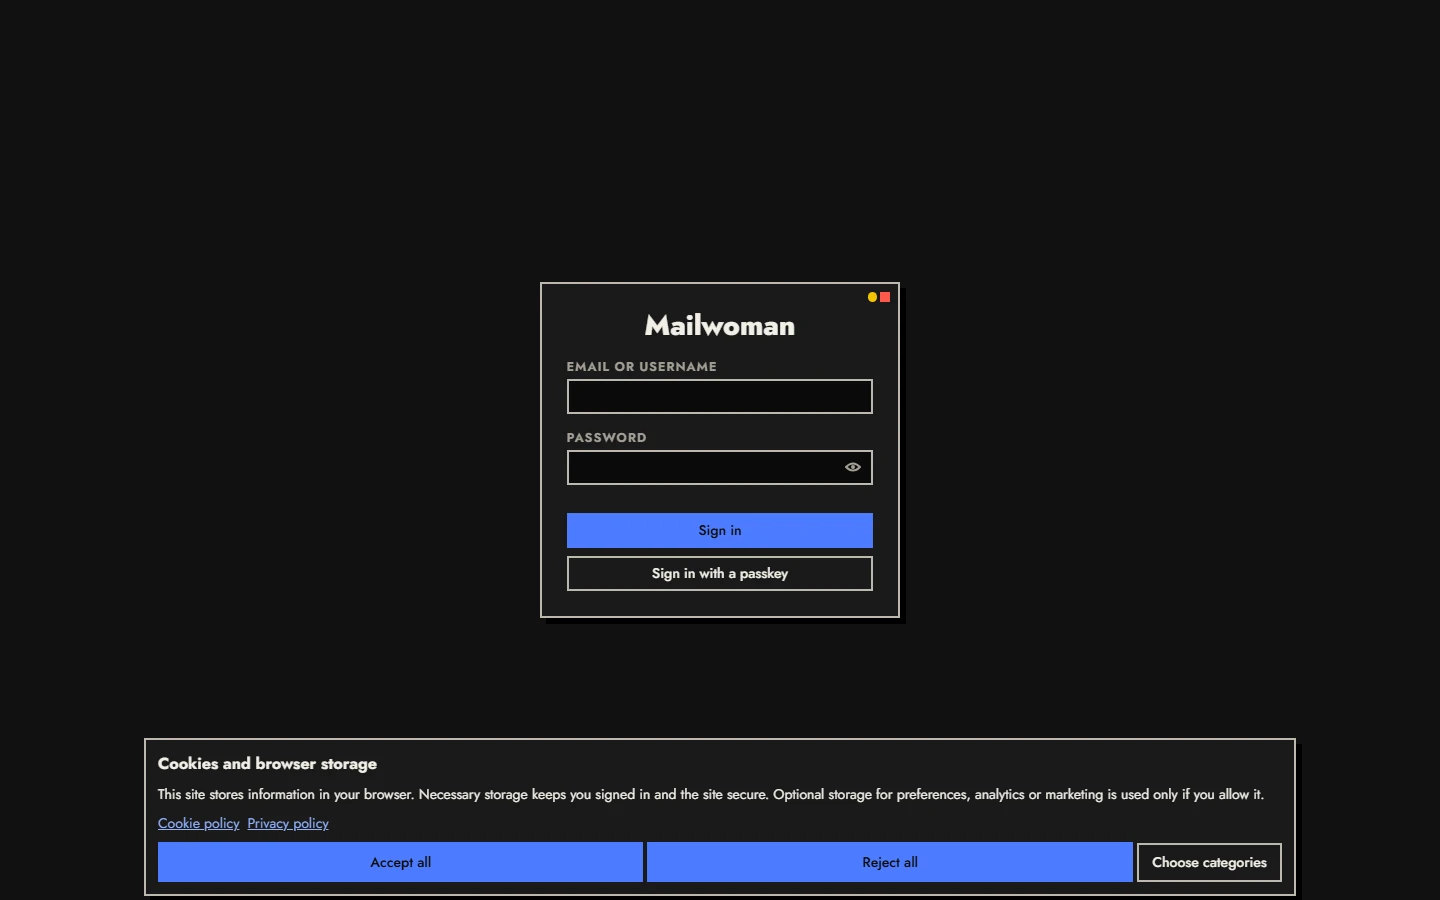 Mailwoman
EMAIL OR USERNAME
PASSWORD
Sign in
Sign in with a passkey
Cookies and browser storage
This site stores information in your browser. Necessary storage keeps you signed in and the site secure. Optional storage for preferences, analytics or marketing is used only if you allow it.
Cookie policy Privacy policy
Accept all Reject all Choose categories